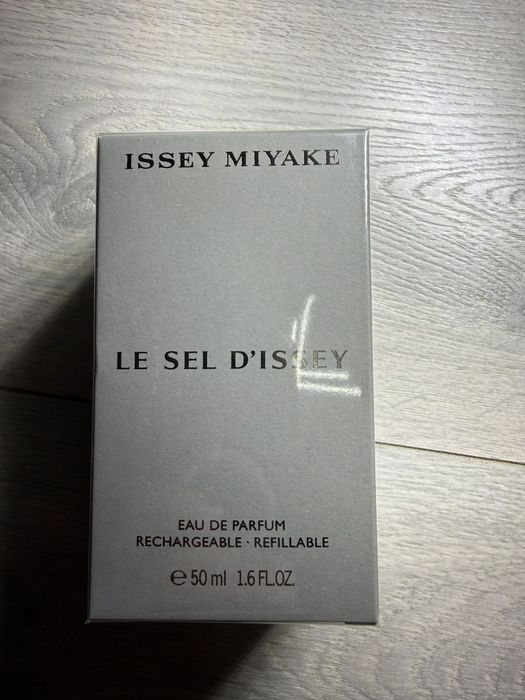 ISSEY MIYAKE
LE SEL D'ISSEY
EAU DE PARFUM
RECHARGEABLE · REFILLABLE
℮ 50 ml 1.6 FL.OZ.